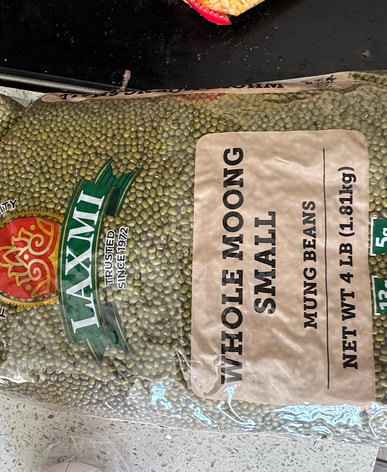 LAXMI
TRUSTED
SINCE 1972
WHOLE MOONG
SMALL
MUNG BEANS
NET WT 4 LB (1.81kg)